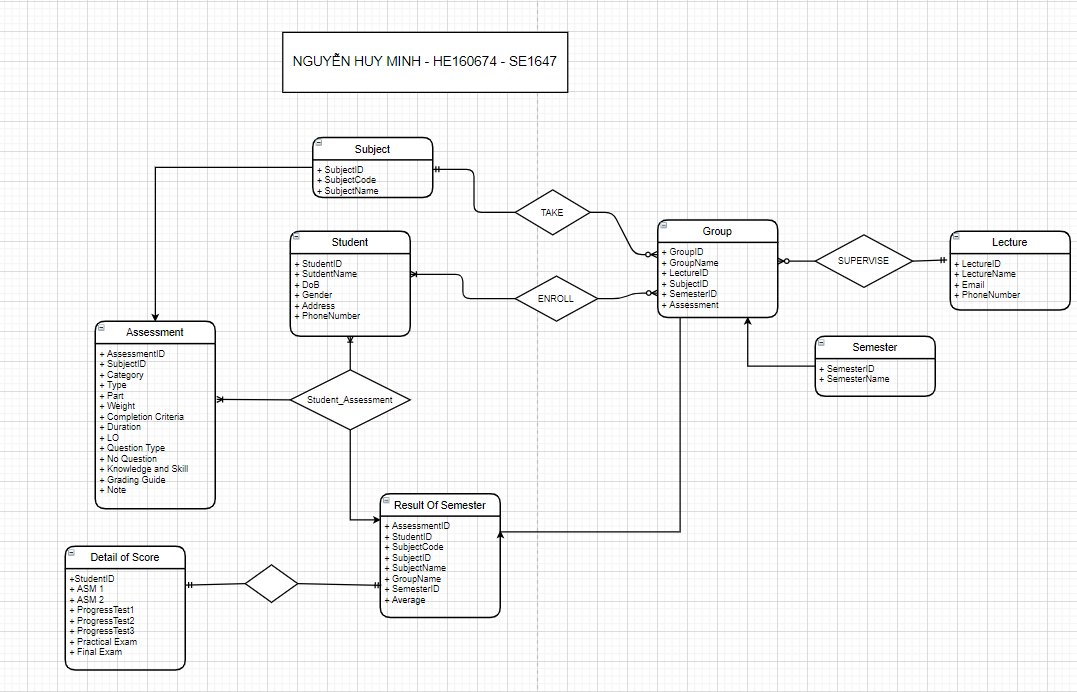 NGUYỄN HUY MINH - HE160674 - SE1647
Subject
+ SubjectID
+ SubjectCode
+ SubjectName
TAKE
Student
+ StudentID
+ SutdentName
+ DoB
+ Gender
+ Address
+ PhoneNumber
ENROLL
Group
+ GroupID
+ GroupName
+ LectureID
+ SubjectID
+ SemesterID
+ Assessment
SUPERVISE
Lecture
+ LectureID
+ LectureName
+ Email
+ PhoneNumber
Semester
+ SemesterID
+ SemesterName
Assessment
+ AssessmentID
+ SubjectID
+ Category
+ Type
+ Part
+ Weight
+ Completion Criteria
+ Duration
+ LO
+ Question Type
+ No Question
+ Knowledge and Skill
+ Grading Guide
+ Note
Student_Assessment
Result Of Semester
+ AssessmentID
+ StudentID
+ SubjectCode
+ SubjectID
+ SubjectName
+ GroupName
+ SemesterID
+ Average
Detail of Score
+StudentID
+ ASM 1
+ ASM 2
+ ProgressTest1
+ ProgressTest2
+ ProgressTest3
+ Practical Exam
+ Final Exam